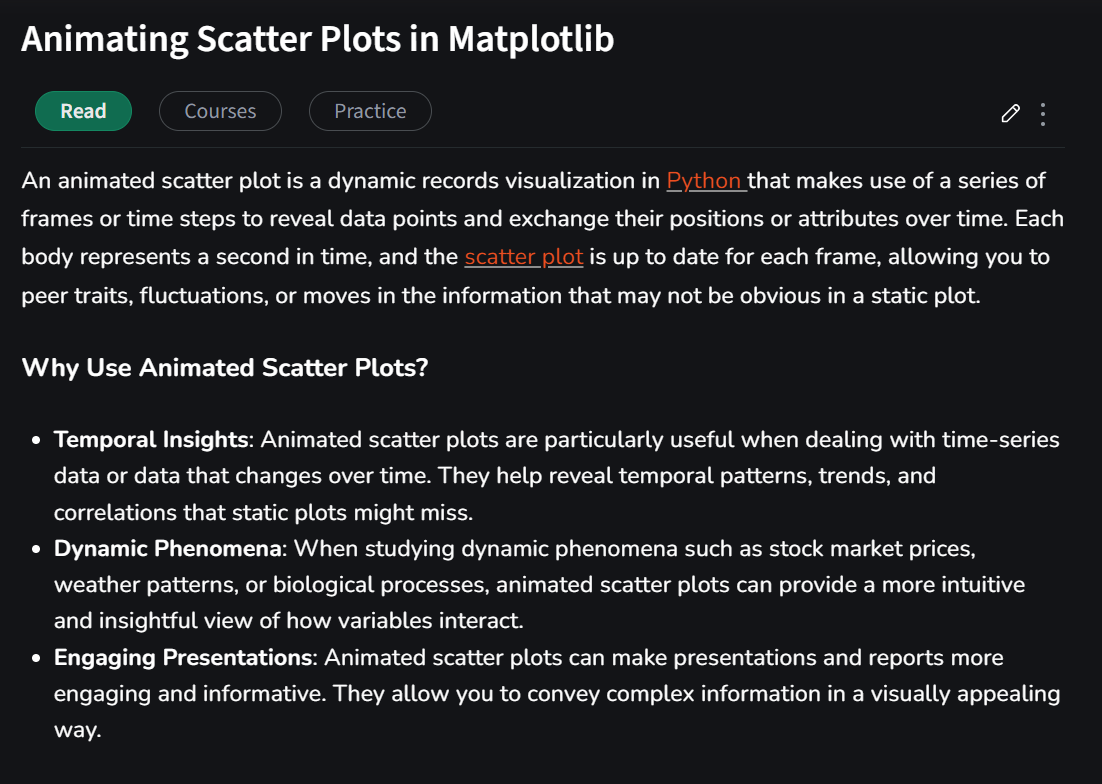 Animating Scatter Plots in Matplotlib
Read Courses Practice
An animated scatter plot is a dynamic records visualization in Python that makes use of a series of
frames or time steps to reveal data points and exchange their positions or attributes over time. Each
body represents a second in time, and the scatter plot is up to date for each frame, allowing you to
peer traits, fluctuations, or moves in the information that may not be obvious in a static plot.
Why Use Animated Scatter Plots?
• Temporal Insights: Animated scatter plots are particularly useful when dealing with time-series
data or data that changes over time. They help reveal temporal patterns, trends, and
correlations that static plots might miss.
• Dynamic Phenomena: When studying dynamic phenomena such as stock market prices,
weather patterns, or biological processes, animated scatter plots can provide a more intuitive
and insightful view of how variables interact.
• Engaging Presentations: Animated scatter plots can make presentations and reports more
engaging and informative. They allow you to convey complex information in a visually appealing
way.